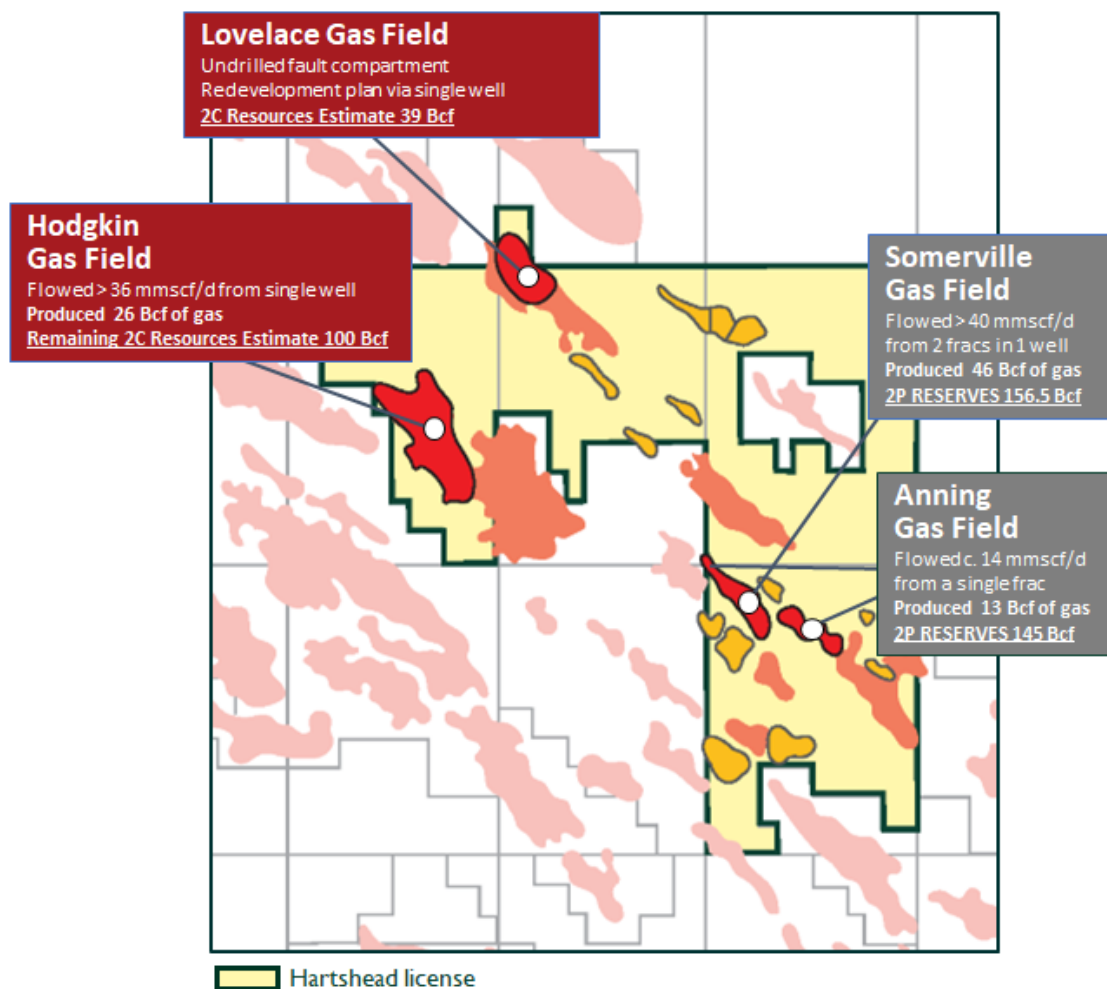 Lovelace Gas Field
Undrilled fault compartment
Redevelopment plan via single well
2C Resources Estimate 39 Bcf
Hodgkin
Gas Field
Flowed > 36 mmscf/d from single well
Produced 26 Bcf of gas
Remaining 2C Resources Estimate 100 Bcf
Somerville
Gas Field
Flowed > 40 mmscf/d
from 2 fracs in 1 well
Produced 46 Bcf of gas
2P RESERVES 156.5 Bcf
Anning
Gas Field
Flowed c. 14 mmscf/d
from a single frac
Produced 13 Bcf of gas
2P RESERVES 145 Bcf
Hartshead license